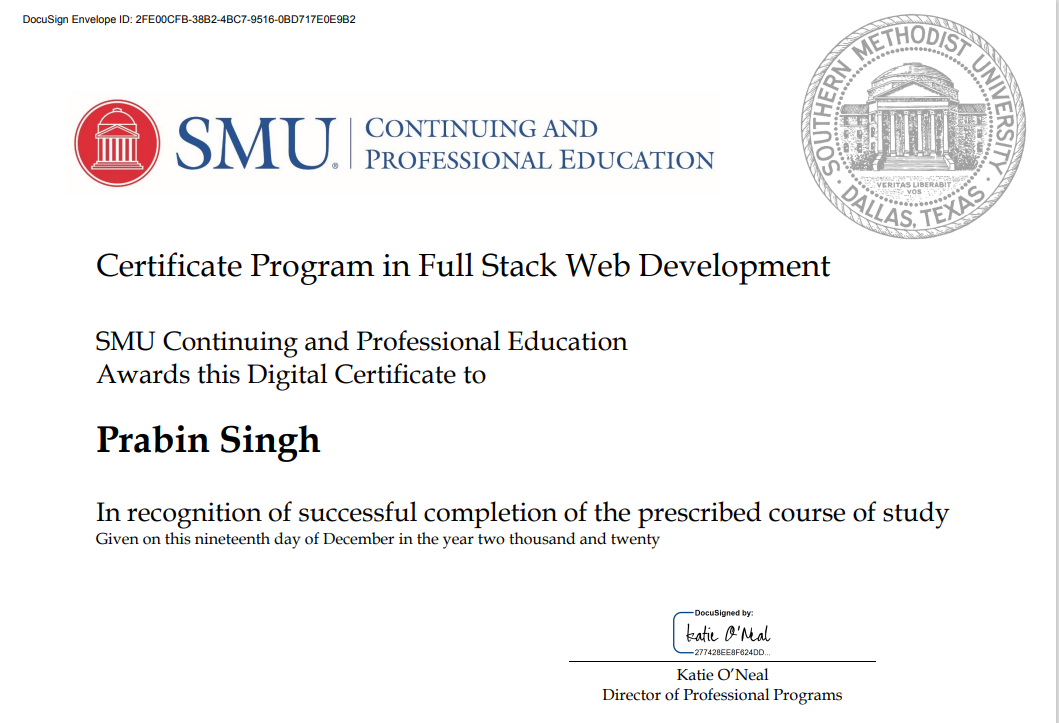 DocuSign Envelope ID: 2FE00CFB-38B2-4BC7-9516-0BD717E0E9B2
SOUTHERN METHODIST UNIVERSITY
VERITAS LIBERABIT
VOS
DALLAS, TEXAS
SMU® CONTINUING AND
PROFESSIONAL EDUCATION
Certificate Program in Full Stack Web Development
SMU Continuing and Professional Education
Awards this Digital Certificate to
Prabin Singh
In recognition of successful completion of the prescribed course of study
Given on this nineteenth day of December in the year two thousand and twenty
DocuSigned by:
Katie O'Neal
277428EE8F624DD...
Katie O’Neal
Director of Professional Programs